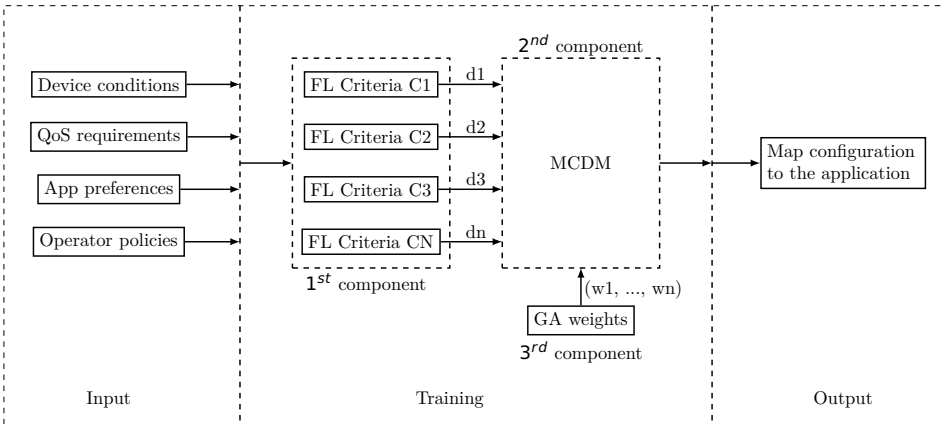 2nd component
Device conditions
QoS requirements
App preferences
Operator policies
FL Criteria C1
d1
FL Criteria C2
d2
FL Criteria C3
d3
FL Criteria CN
dn
1st component
MCDM
(w1, ..., wn)
GA weights
3rd component
Map configuration
to the application
Input
Training
Output